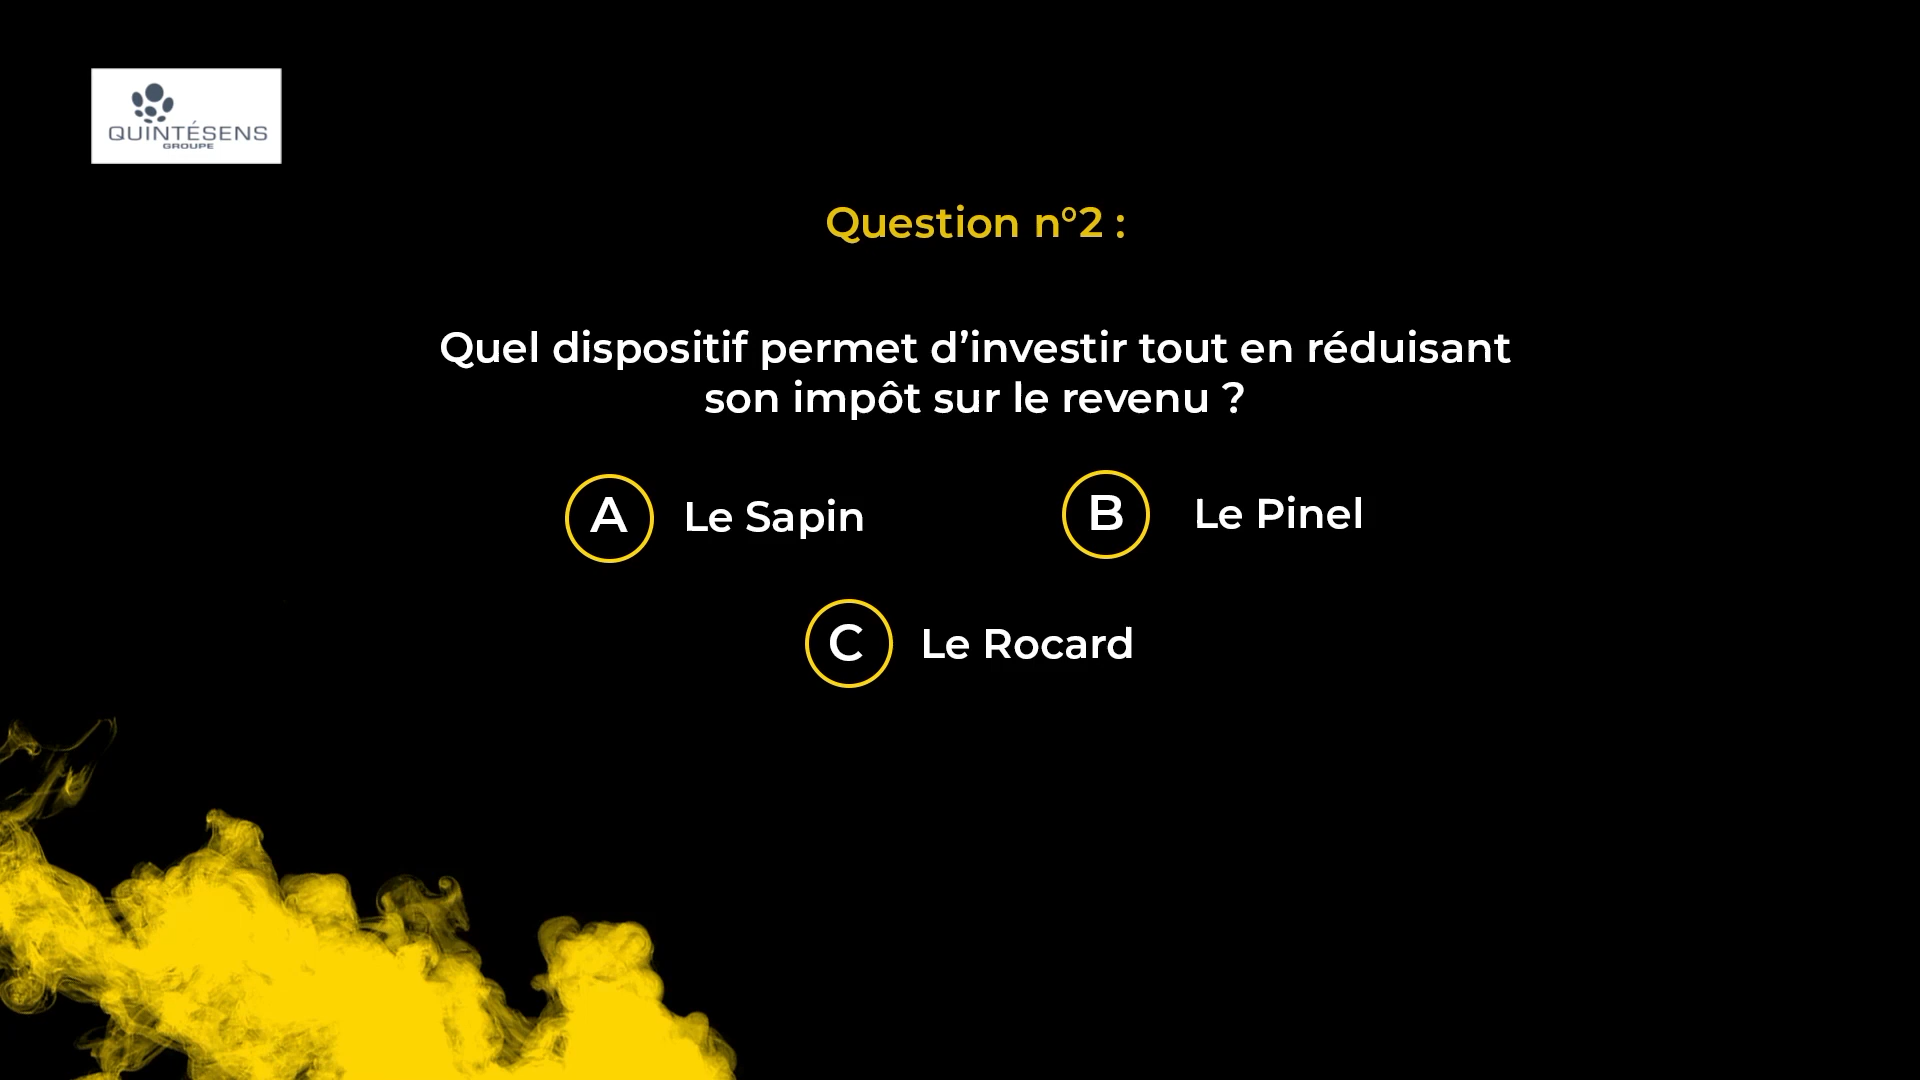 QUINTÉSENS
GROUPE
Question n°2 :
Quel dispositif permet d’investir tout en réduisant
son impôt sur le revenu ?
A Le Sapin
B Le Pinel
C Le Rocard